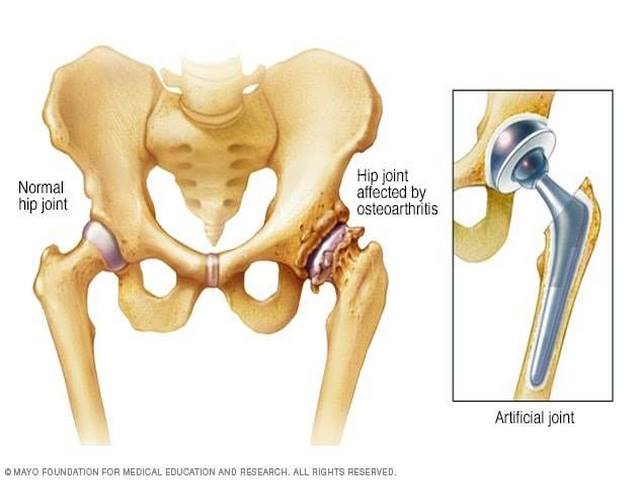 Normal
hip joint
Hip joint
affected by
osteoarthritis
Artificial joint
© MAYO FOUNDATION FOR MEDICAL EDUCATION AND RESEARCH. ALL RIGHTS RESERVED.